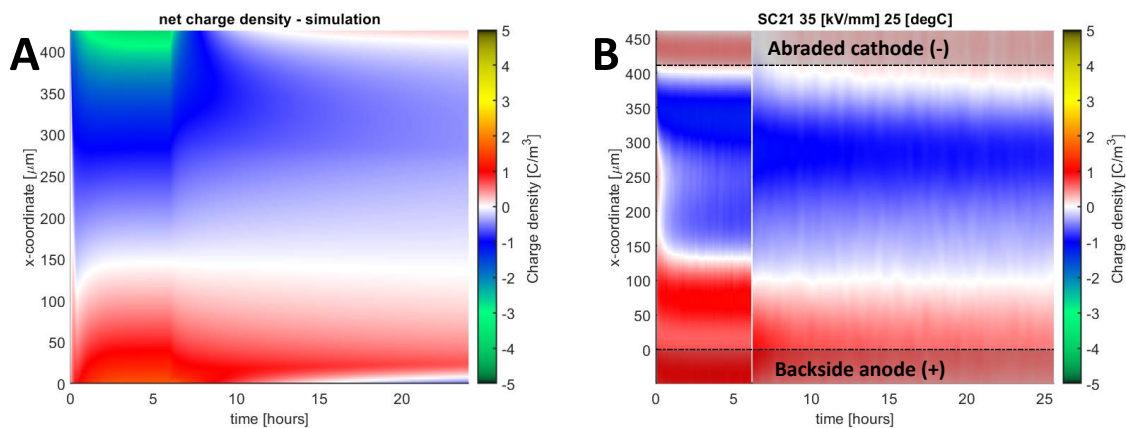 A
net charge density - simulation
x-coordinate [μm]
400
350
300
250
200
150
100
50
0
0 5 10 15 20
time [hours]
5
4
3
2
1
0
-1
-2
-3
-4
-5
Charge density [C/m³]
B
SC21 35 [kV/mm] 25 [degC]
Abraded cathode (-)
x-coordinate [μm]
450
400
350
300
250
200
150
100
50
0
Backside anode (+)
0 5 10 15 20 25
time [hours]
5
4
3
2
1
0
-1
-2
-3
-4
-5
Charge density [C/m³]